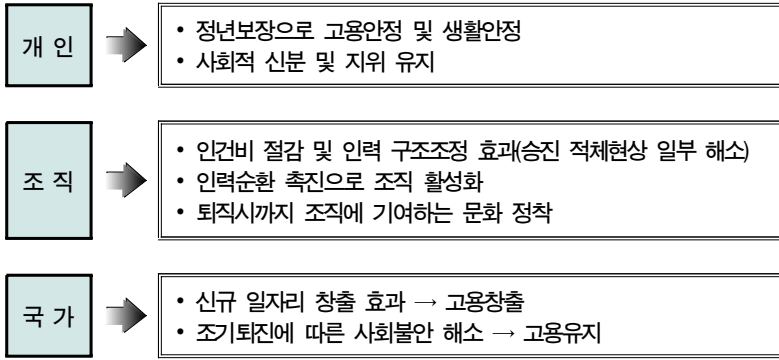 개 인
• 정년보장으로 고용안정 및 생활안정
• 사회적 신분 및 지위 유지
조 직
• 인건비 절감 및 인력 구조조정 효과(승진 적체현상 일부 해소)
• 인력순환 촉진으로 조직 활성화
• 퇴직시까지 조직에 기여하는 문화 정착
국 가
• 신규 일자리 창출 효과 → 고용창출
• 조기퇴진에 따른 사회불안 해소 → 고용유지